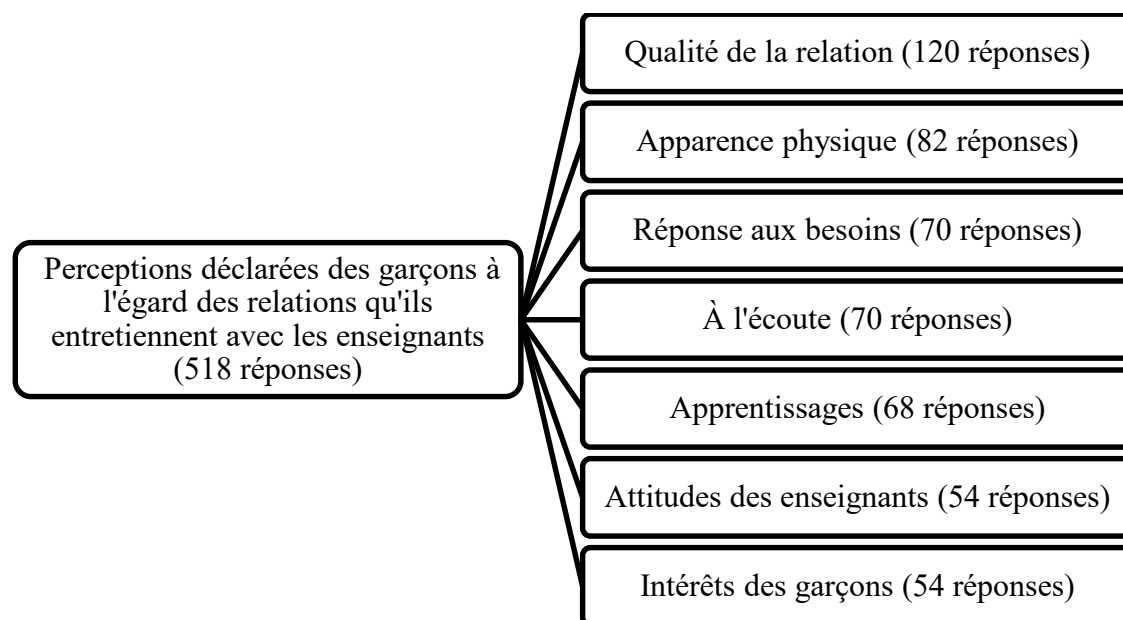 Perceptions déclarées des garçons à
l'égard des relations qu'ils
entretiennent avec les enseignants
(518 réponses)
Qualité de la relation (120 réponses)
Apparence physique (82 réponses)
Réponse aux besoins (70 réponses)
À l'écoute (70 réponses)
Apprentissages (68 réponses)
Attitudes des enseignants (54 réponses)
Intérêts des garçons (54 réponses)